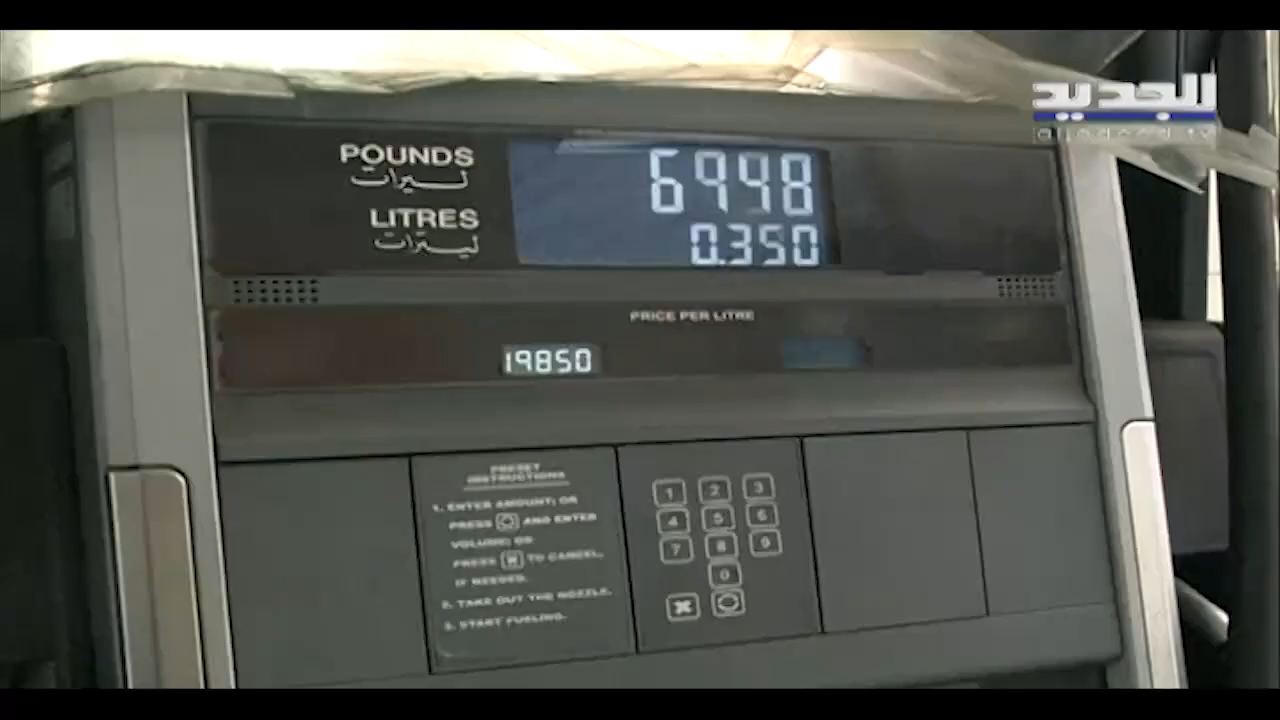 الجديد
POUNDS
ليرات
6948
LITRES
ليترات
0.350
PRICE PER LITRE
19850
PRESET
INSTRUCTIONS
1. ENTER AMOUNT; OR
PRESS AND ENTER
VOLUME; OR
PRESS TO CANCEL,
IF NEEDED.
2. TAKE OUT THE NOZZLE.
3. START FUELING.
1 2 3
4 5 6
7 8 9
0